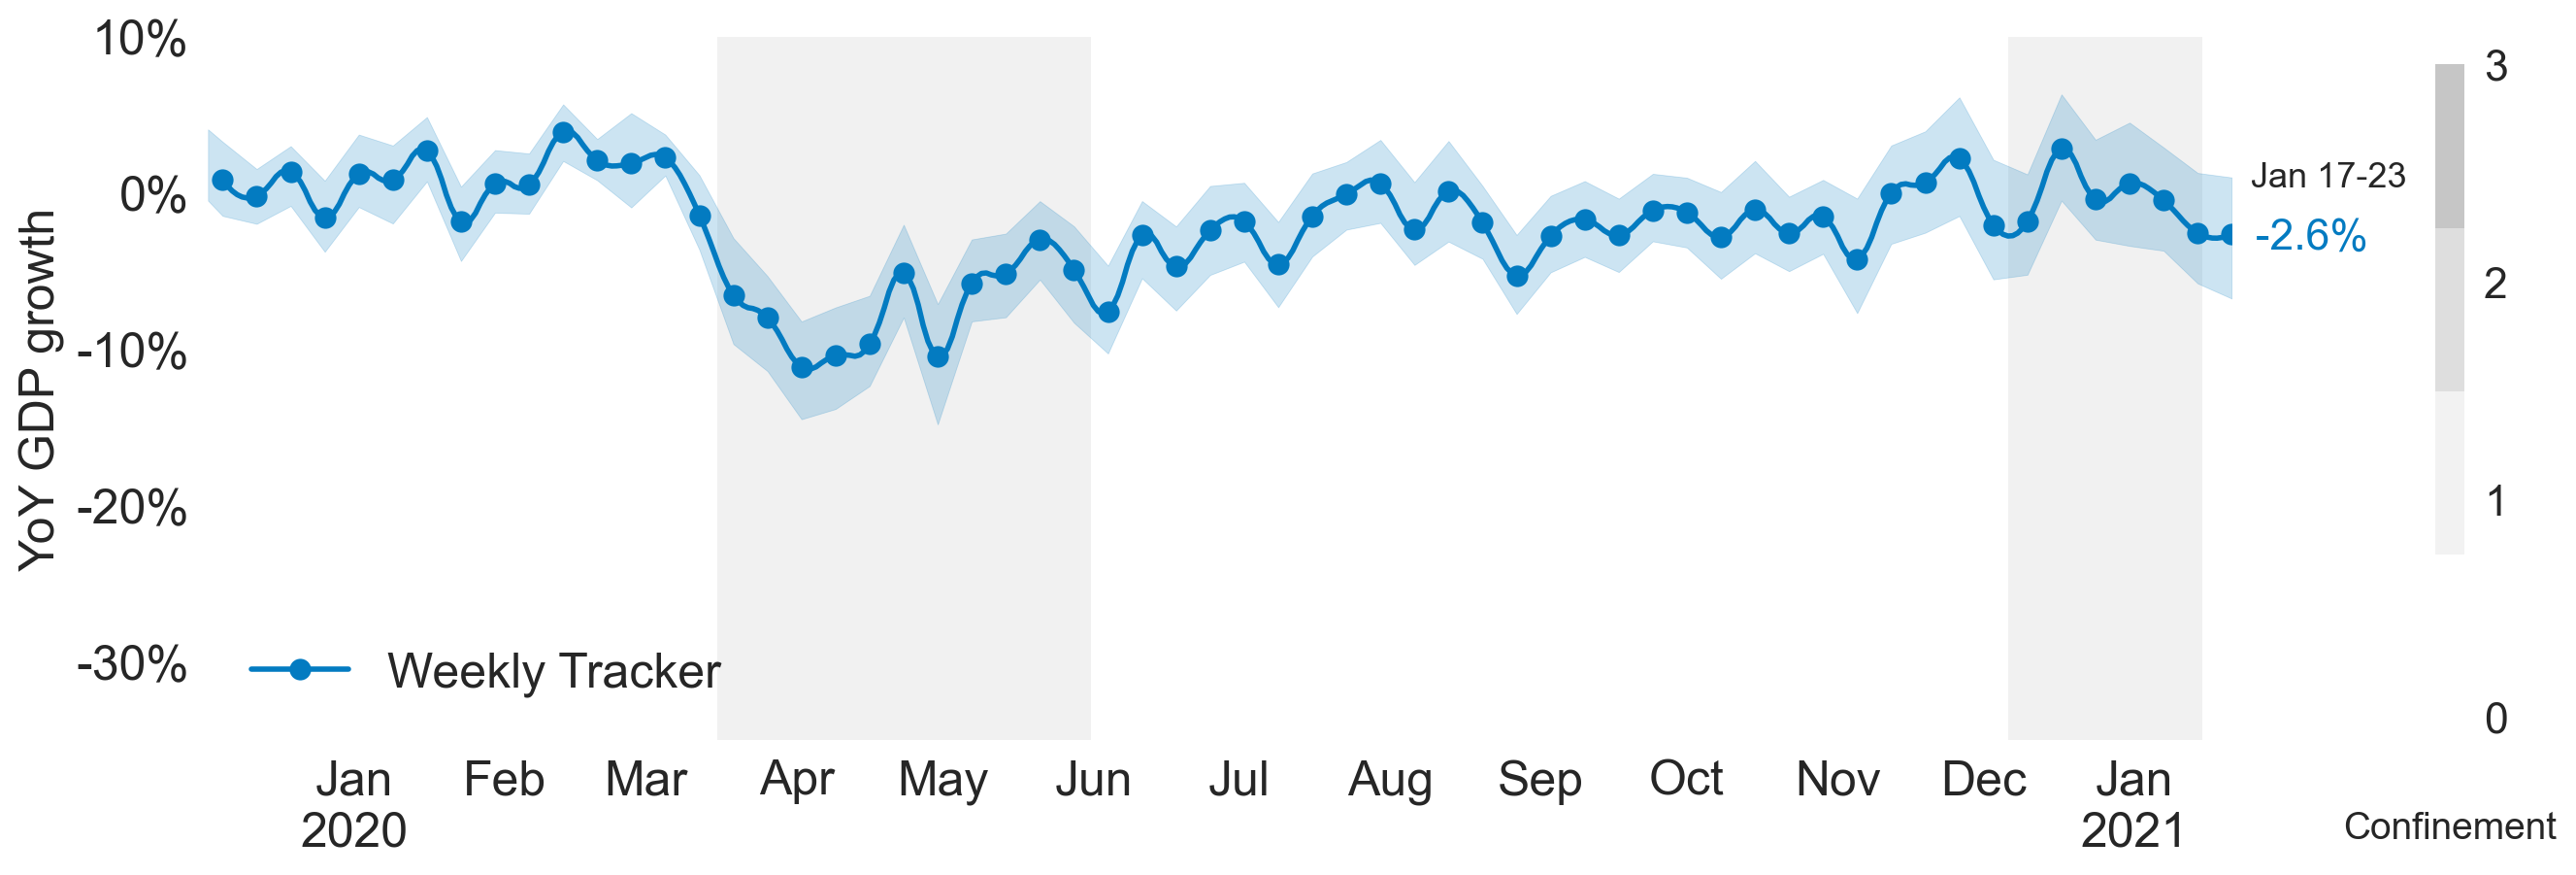 10%
0%
-10%
-20%
-30%
YoY GDP growth
Weekly Tracker
Jan 17-23
-2.6%
3
2
1
0
Jan Feb Mar Apr May Jun Jul Aug Sep Oct Nov Dec Jan
2020 2021
Confinement